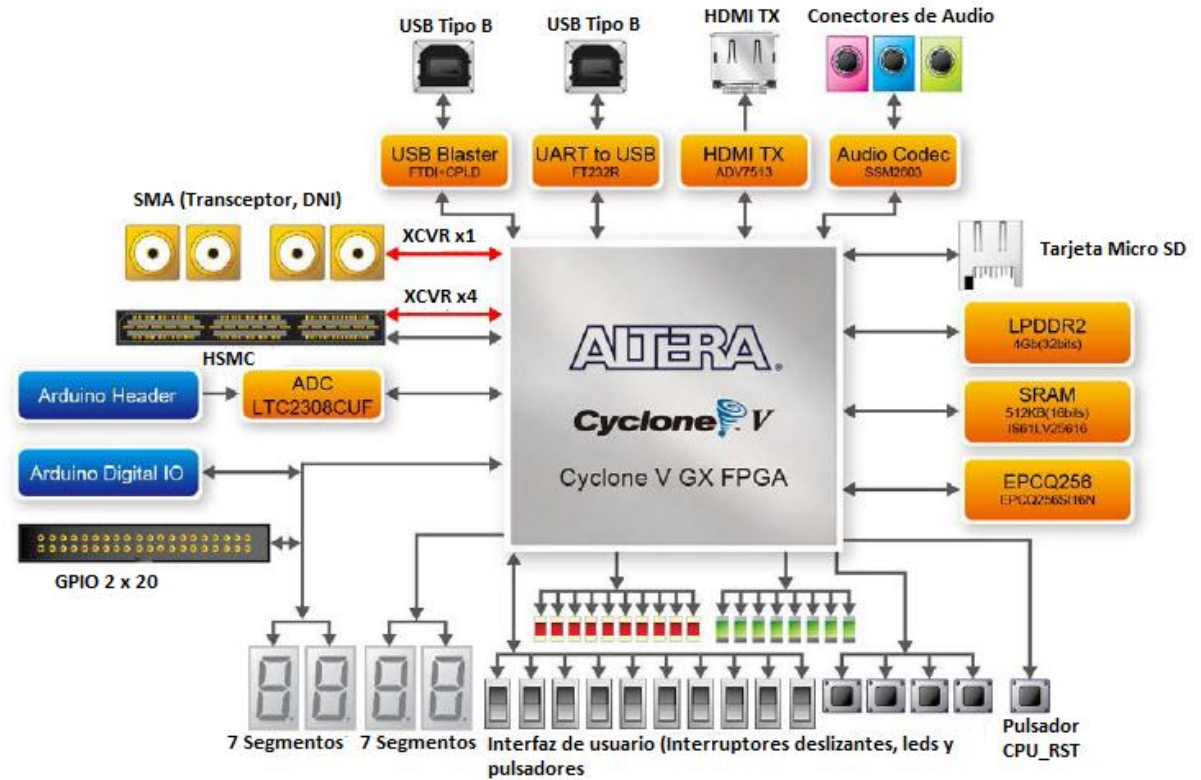 USB Tipo B
USB Tipo B
HDMI TX
Conectores de Audio
USB Blaster
FTDI+CPLD
UART to USB
FT232R
HDMI TX
ADV7513
Audio Codec
SSM2603
SMA (Transceptor, DNI)
XCVR x1
Tarjeta Micro SD
XCVR x4
HSMC
ALTERA.
Cyclone V
Cyclone V GX FPGA
LPDDR2
4Gb(32bits)
Arduino Header
ADC
LTC2308CUF
SRAM
512KB(16bits)
IS61LV25616
Arduino Digital IO
EPCQ256
EPCQ256SI16N
GPIO 2 x 20
7 Segmentos
7 Segmentos
Interfaz de usuario (Interruptores deslizantes, leds y
pulsadores
Pulsador
CPU_RST